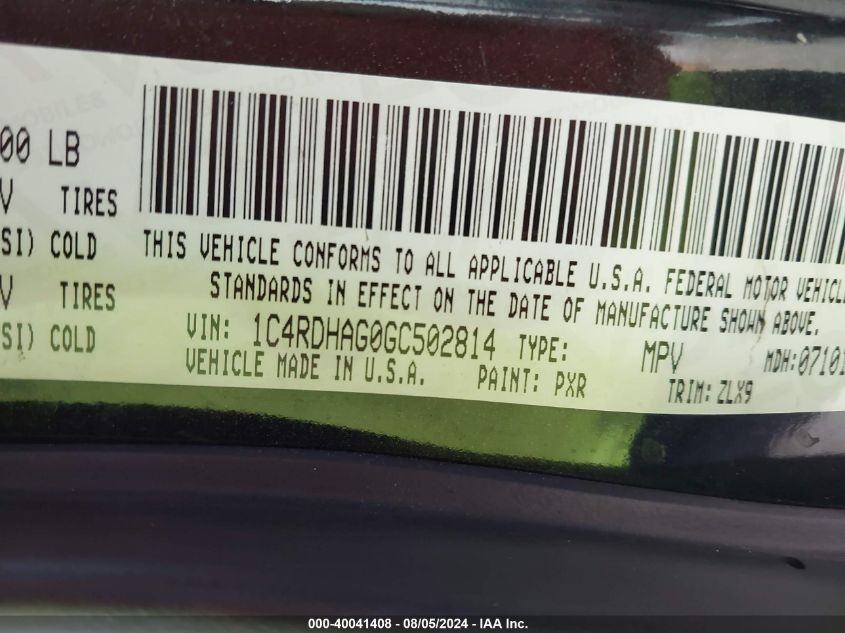 00 LB
TIRES
SI) COLD
TIRES
SI) COLD
THIS VEHICLE CONFORMS TO ALL APPLICABLE U.S.A. FEDERAL MOTOR VEHICLE
STANDARDS IN EFFECT ON THE DATE OF MANUFACTURE SHOWN ABOVE.
VIN: 1C4RDHAG0GC502814 TYPE: MPV MDH:07101
VEHICLE MADE IN U.S.A. PAINT: PXR TRIM: ZLX9
000-40041408 - 08/05/2024 - IAA Inc.